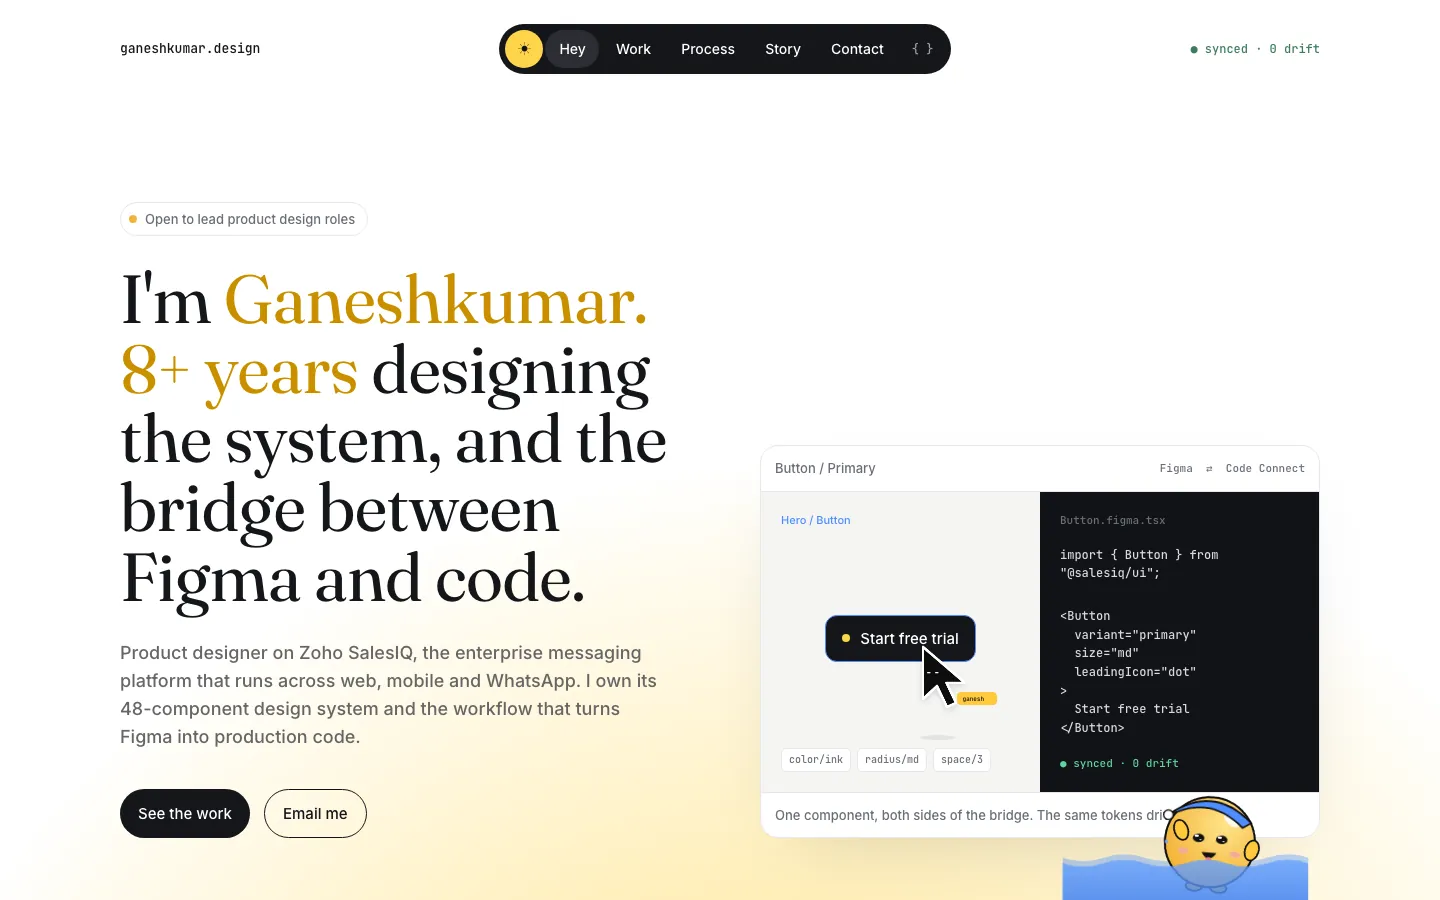 ganeshkumar.design
Hey
Work
Process
Story
Contact
{ }
synced · 0 drift
Open to lead product design roles
I'm Ganeshkumar.
8+ years designing
the system, and the
bridge between
Figma and code.
Product designer on Zoho SalesIQ, the enterprise messaging
platform that runs across web, mobile and WhatsApp. I own its
48-component design system and the workflow that turns
Figma into production code.
See the work
Email me
Button / Primary
Figma ⇄ Code Connect
Hero / Button
Start free trial
ganesh
color/ink
radius/md
space/3
Button.figma.tsx
import { Button } from
"@salesiq/ui";
<Button
variant="primary"
size="md"
leadingIcon="dot"
>
Start free trial
</Button>
synced · 0 drift
One component, both sides of the bridge. The same tokens